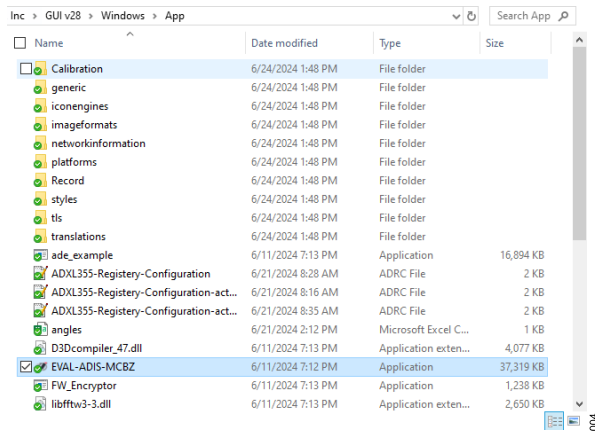 Inc > GUI v28 > Windows > App Search App
Name Date modified Type Size
Calibration 6/24/2024 1:48 PM File folder
generic 6/24/2024 1:48 PM File folder
iconengines 6/24/2024 1:48 PM File folder
imageformats 6/24/2024 1:48 PM File folder
networkinformation 6/24/2024 1:48 PM File folder
platforms 6/24/2024 1:48 PM File folder
Record 6/24/2024 1:48 PM File folder
styles 6/24/2024 1:48 PM File folder
tls 6/24/2024 1:48 PM File folder
translations 6/24/2024 1:48 PM File folder
ade_example 6/11/2024 7:13 PM Application 16,894 KB
ADXL355-Registery-Configuration 6/21/2024 8:28 AM ADRC File 2 KB
ADXL355-Registery-Configuration-act... 6/21/2024 8:16 AM ADRC File 2 KB
ADXL355-Registery-Configuration-act... 6/21/2024 8:35 AM ADRC File 2 KB
angles 6/21/2024 2:12 PM Microsoft Excel C... 1 KB
D3Dcompiler_47.dll 6/11/2024 7:13 PM Application exten... 4,077 KB
EVAL-ADIS-MCBZ 6/11/2024 7:12 PM Application 37,319 KB
FW_Encryptor 6/11/2024 7:13 PM Application 1,238 KB
libfftw3-3.dll 6/11/2024 7:13 PM Application exten... 2,650 KB
004